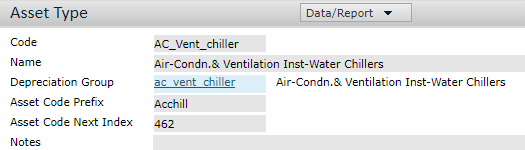 Asset Type Data/Report
Code AC_Vent_chiller
Name Air-Condn.& Ventilation Inst-Water Chillers
Depreciation Group ac_vent_chiller Air-Condn.& Ventilation Inst-Water Chillers
Asset Code Prefix Acchill
Asset Code Next Index 462
Notes